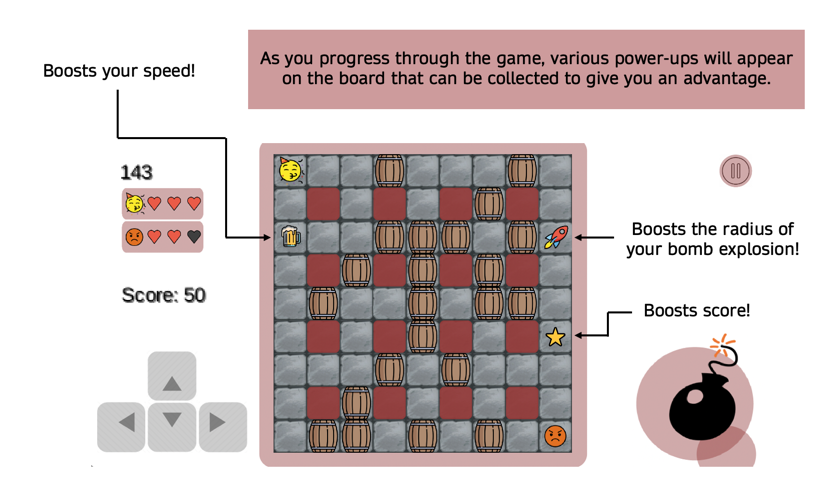 As you progress through the game, various power-ups will appear
on the board that can be collected to give you an advantage.
Boosts your speed!
143
Score: 50
Boosts the radius of
your bomb explosion!
Boosts score!